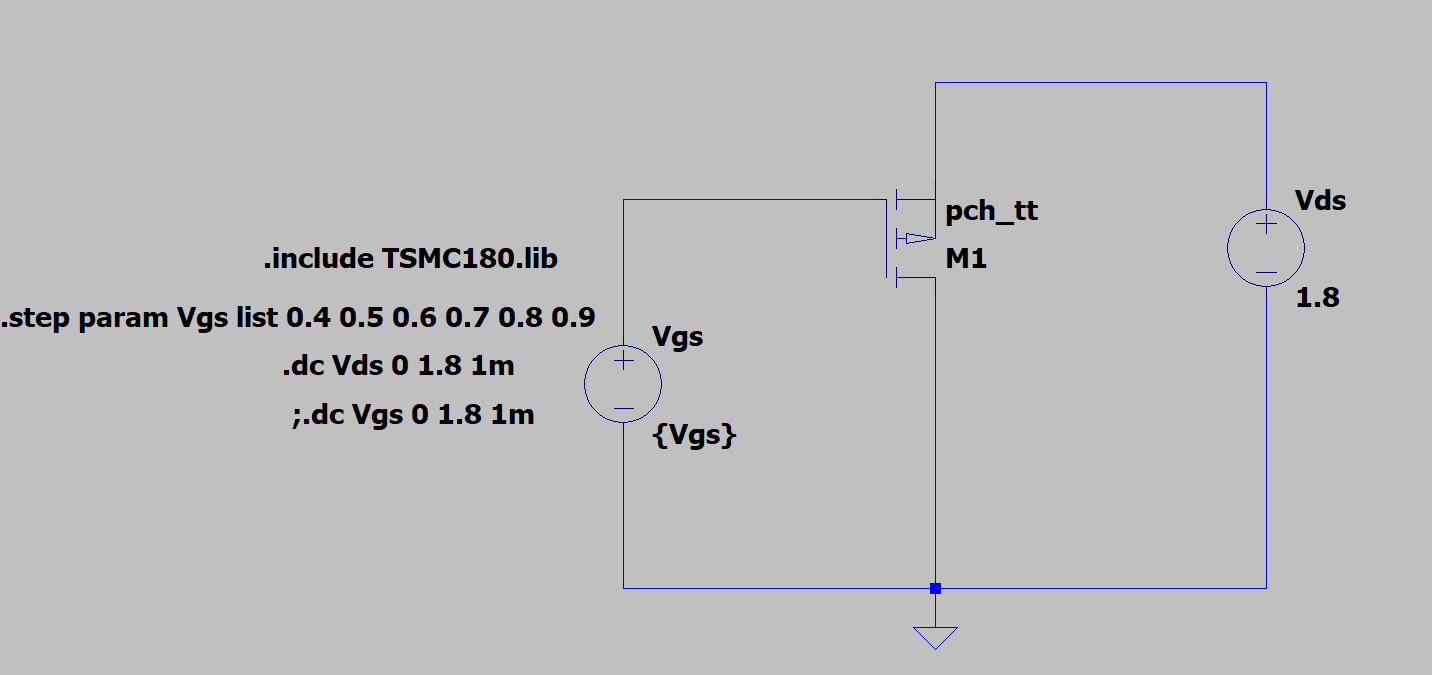 pch_tt
M1
Vds
1.8
.include TSMC180.lib
.step param Vgs list 0.4 0.5 0.6 0.7 0.8 0.9
.dc Vds 0 1.8 1m
;.dc Vgs 0 1.8 1m
Vgs
{Vgs}